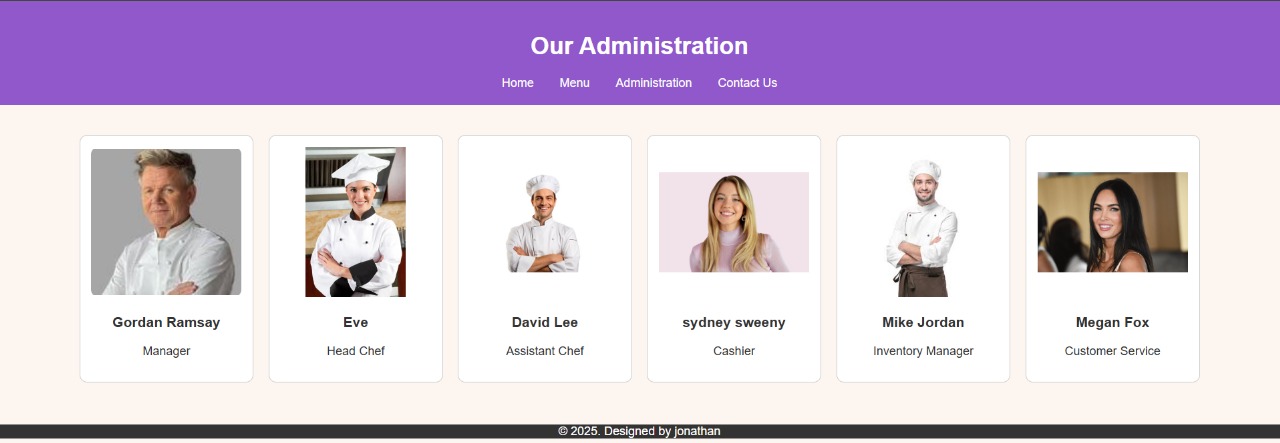 Our Administration
Home Menu Administration Contact Us
Gordan Ramsay
Manager
Eve
Head Chef
David Lee
Assistant Chef
sydney sweeny
Cashier
Mike Jordan
Inventory Manager
Megan Fox
Customer Service
© 2025. Designed by jonathan